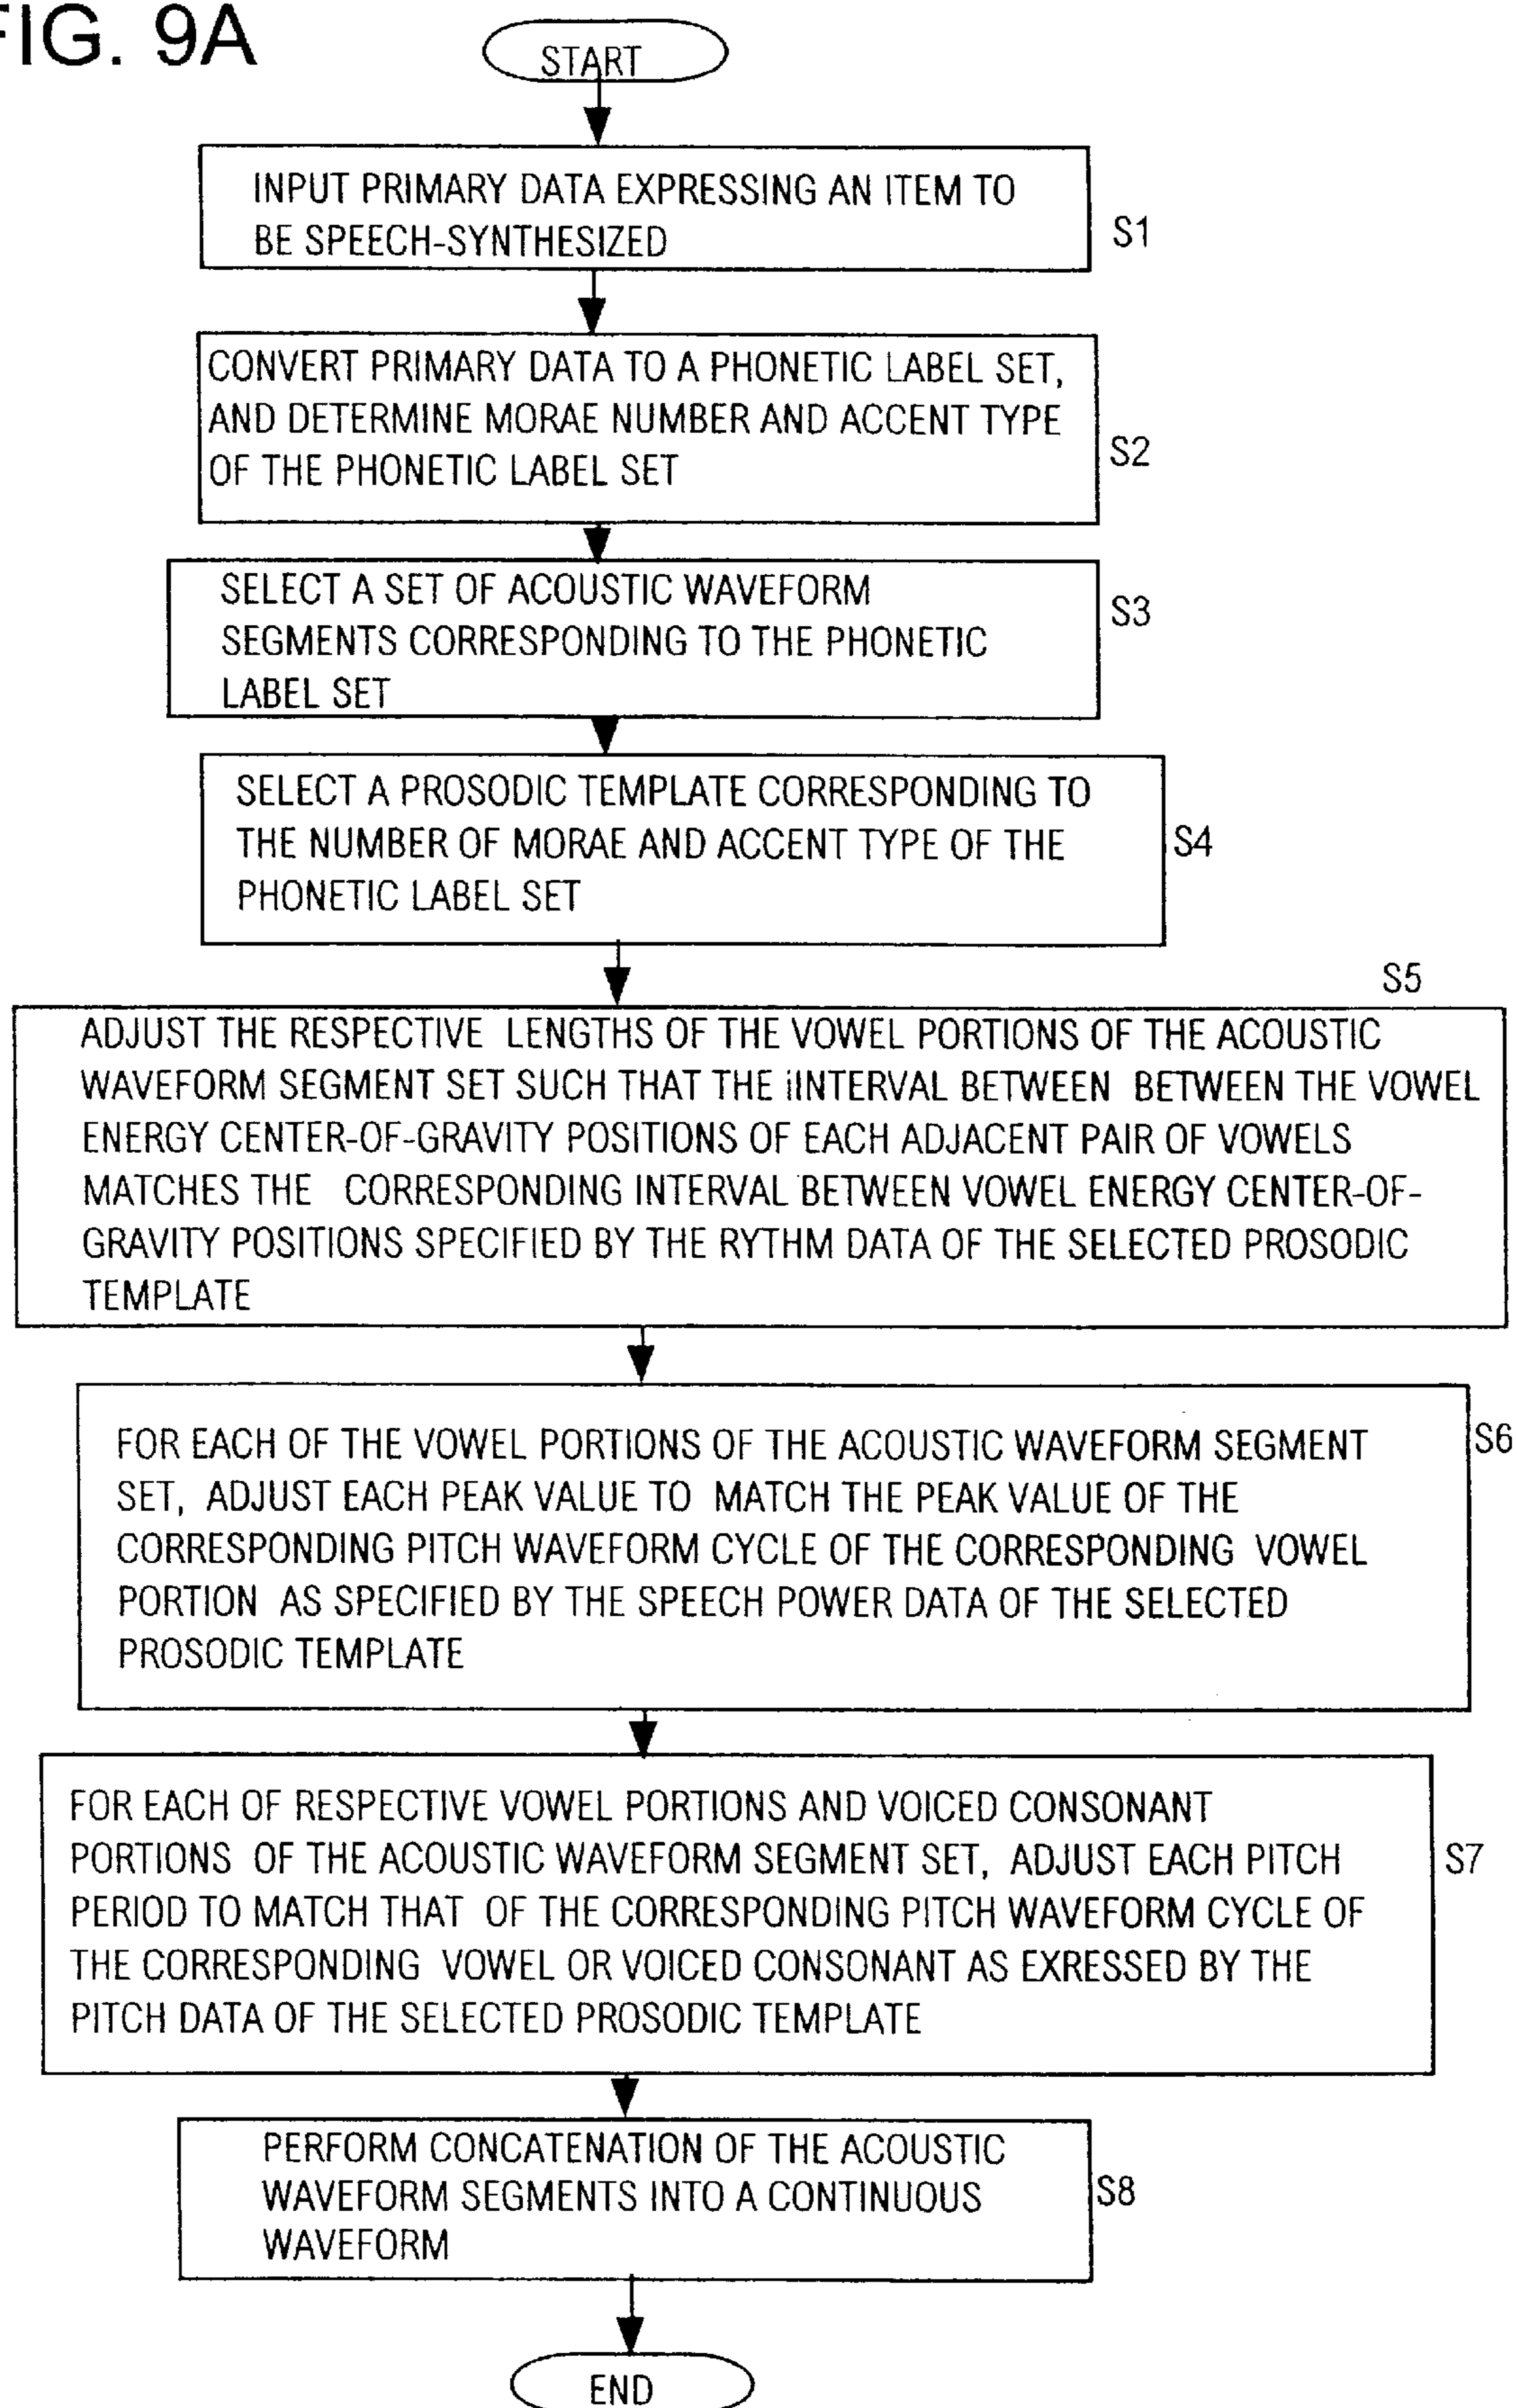 FIG. 9A
START
INPUT PRIMARY DATA EXPRESSING AN ITEM TO
BE SPEECH-SYNTHESIZED
S1
CONVERT PRIMARY DATA TO A PHONETIC LABEL SET,
AND DETERMINE MORAE NUMBER AND ACCENT TYPE
OF THE PHONETIC LABEL SET
S2
SELECT A SET OF ACOUSTIC WAVEFORM
SEGMENTS CORRESPONDING TO THE PHONETIC
LABEL SET
S3
SELECT A PROSODIC TEMPLATE CORRESPONDING TO
THE NUMBER OF MORAE AND ACCENT TYPE OF THE
PHONETIC LABEL SET
S4
S5
ADJUST THE RESPECTIVE LENGTHS OF THE VOWEL PORTIONS OF THE ACOUSTIC
WAVEFORM SEGMENT SET SUCH THAT THE iINTERVAL BETWEEN BETWEEN THE VOWEL
ENERGY CENTER-OF-GRAVITY POSITIONS OF EACH ADJACENT PAIR OF VOWELS
MATCHES THE CORRESPONDING INTERVAL BETWEEN VOWEL ENERGY CENTER-OF-
GRAVITY POSITIONS SPECIFIED BY THE RYTHM DATA OF THE SELECTED PROSODIC
TEMPLATE
FOR EACH OF THE VOWEL PORTIONS OF THE ACOUSTIC WAVEFORM SEGMENT
SET, ADJUST EACH PEAK VALUE TO MATCH THE PEAK VALUE OF THE
CORRESPONDING PITCH WAVEFORM CYCLE OF THE CORRESPONDING VOWEL
PORTION AS SPECIFIED BY THE SPEECH POWER DATA OF THE SELECTED
PROSODIC TEMPLATE
S6
FOR EACH OF RESPECTIVE VOWEL PORTIONS AND VOICED CONSONANT
PORTIONS OF THE ACOUSTIC WAVEFORM SEGMENT SET, ADJUST EACH PITCH
PERIOD TO MATCH THAT OF THE CORRESPONDING PITCH WAVEFORM CYCLE OF
THE CORRESPONDING VOWEL OR VOICED CONSONANT AS EXRESSED BY THE
PITCH DATA OF THE SELECTED PROSODIC TEMPLATE
S7
PERFORM CONCATENATION OF THE ACOUSTIC
WAVEFORM SEGMENTS INTO A CONTINUOUS
WAVEFORM
S8
END